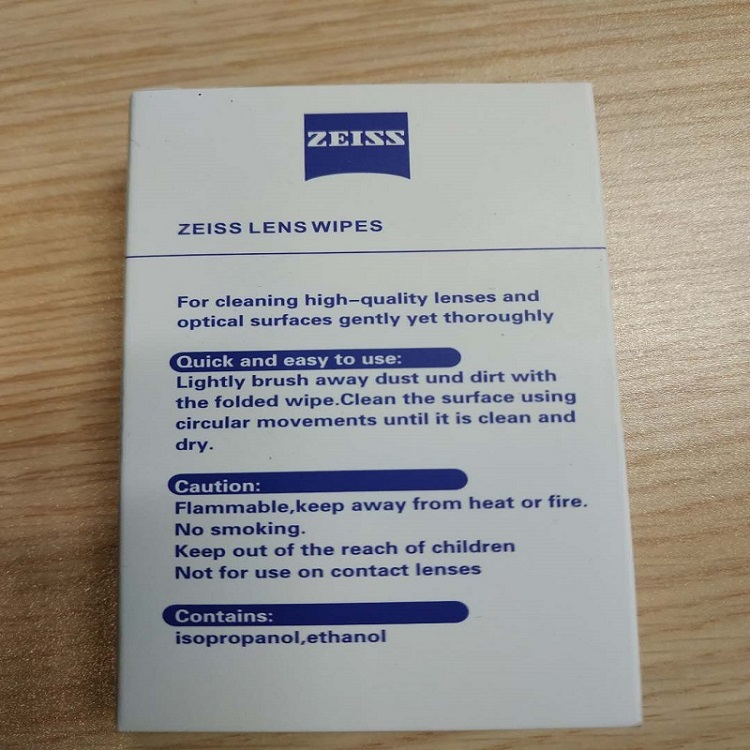 ZEISS
ZEISS LENS WIPES
For cleaning high-quality lenses and
optical surfaces gently yet thoroughly
Quick and easy to use:
Lightly brush away dust und dirt with
the folded wipe.Clean the surface using
circular movements until it is clean and
dry.
Caution:
Flammable,keep away from heat or fire.
No smoking.
Keep out of the reach of children
Not for use on contact lenses
Contains:
isopropanol,ethanol